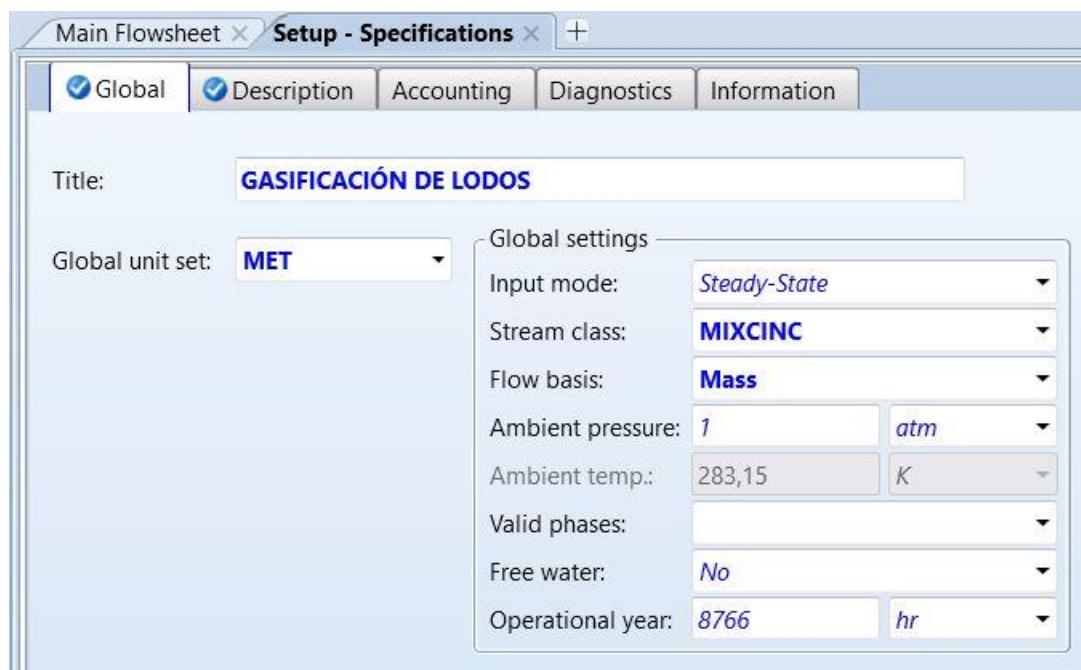 Main Flowsheet × Setup - Specifications × +
Global Description Accounting Diagnostics Information
Title: GASIFICACIÓN DE LODOS
Global unit set: MET
Global settings
Input mode: Steady-State
Stream class: MIXCINC
Flow basis: Mass
Ambient pressure: 1 atm
Ambient temp.: 283,15 K
Valid phases:
Free water: No
Operational year: 8766 hr